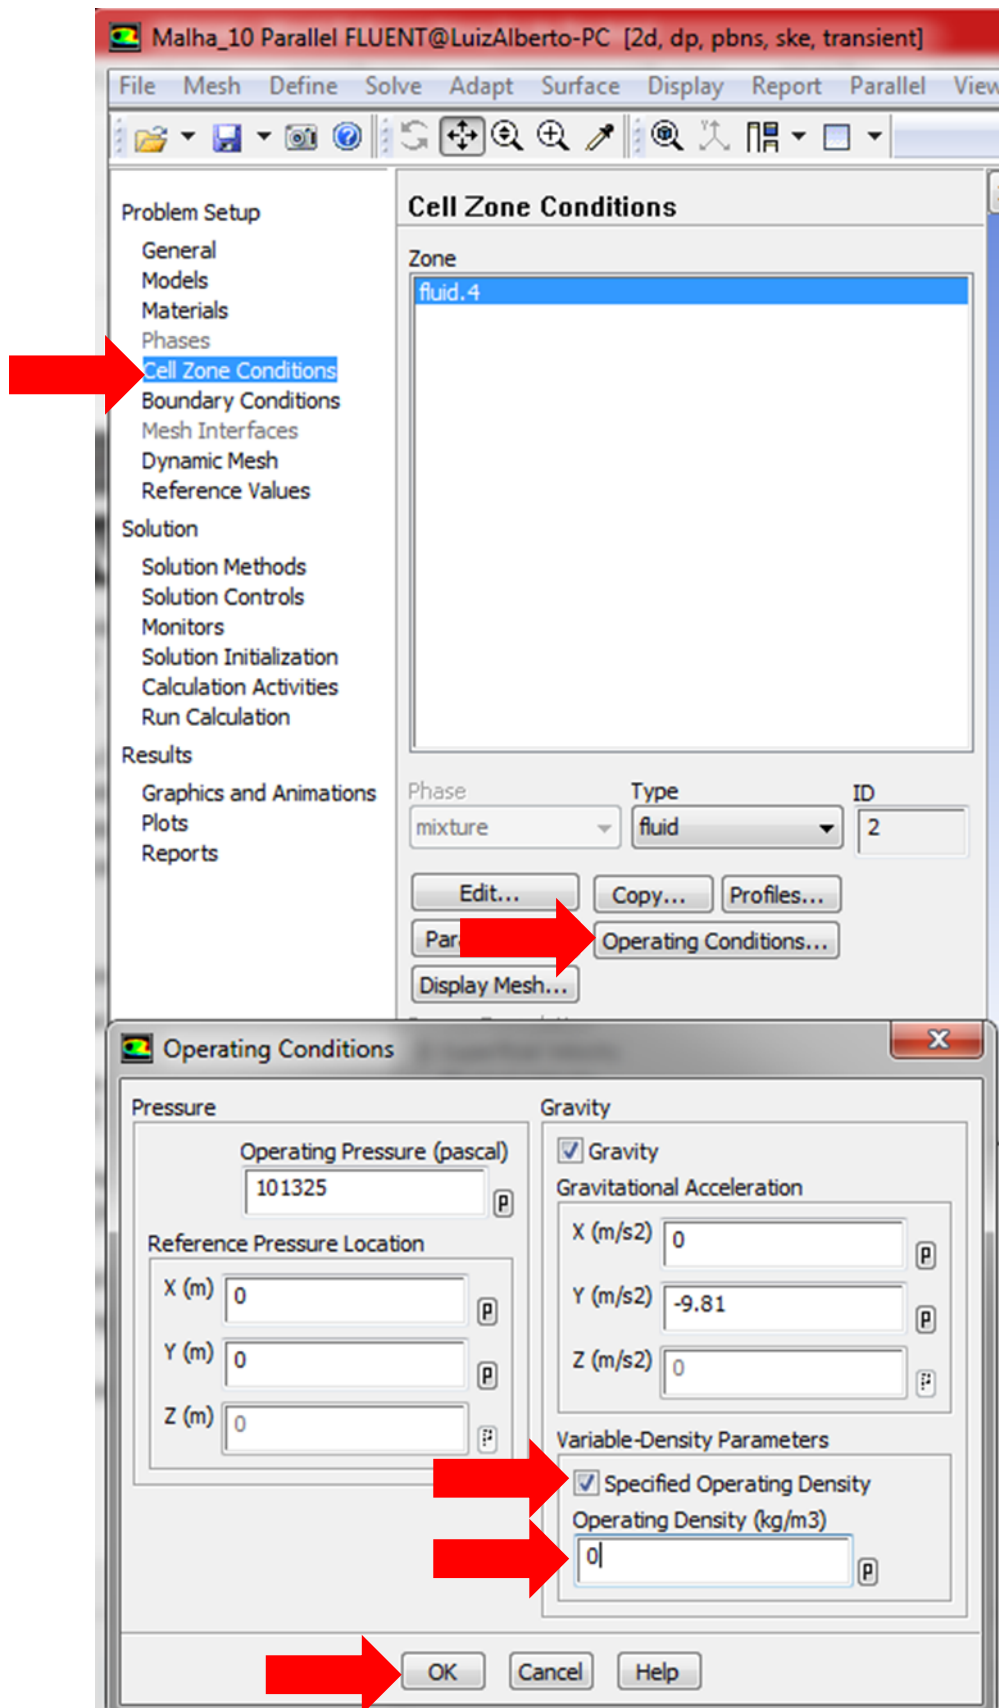 Malha_10 Parallel FLUENT@LuizAlberto-PC [2d, dp, pbns, ske, transient]
File Mesh Define Solve Adapt Surface Display Report Parallel View
Problem Setup
General
Models
Materials
Phases
Cell Zone Conditions
Boundary Conditions
Mesh Interfaces
Dynamic Mesh
Reference Values
Solution
Solution Methods
Solution Controls
Monitors
Solution Initialization
Calculation Activities
Run Calculation
Results
Graphics and Animations
Plots
Reports
Cell Zone Conditions
Zone
fluid.4
Phase Type ID
mixture fluid 2
Edit... Copy... Profiles...
Par Operating Conditions...
Display Mesh...
Operating Conditions
Pressure
Operating Pressure (pascal)
101325 P
Reference Pressure Location
X (m) 0 P
Y (m) 0 P
Z (m) 0 P
Gravity
Gravity
Gravitational Acceleration
X (m/s2) 0 P
Y (m/s2) -9.81 P
Z (m/s2) 0 P
Variable-Density Parameters
Specified Operating Density
Operating Density (kg/m3)
0 P
OK Cancel Help